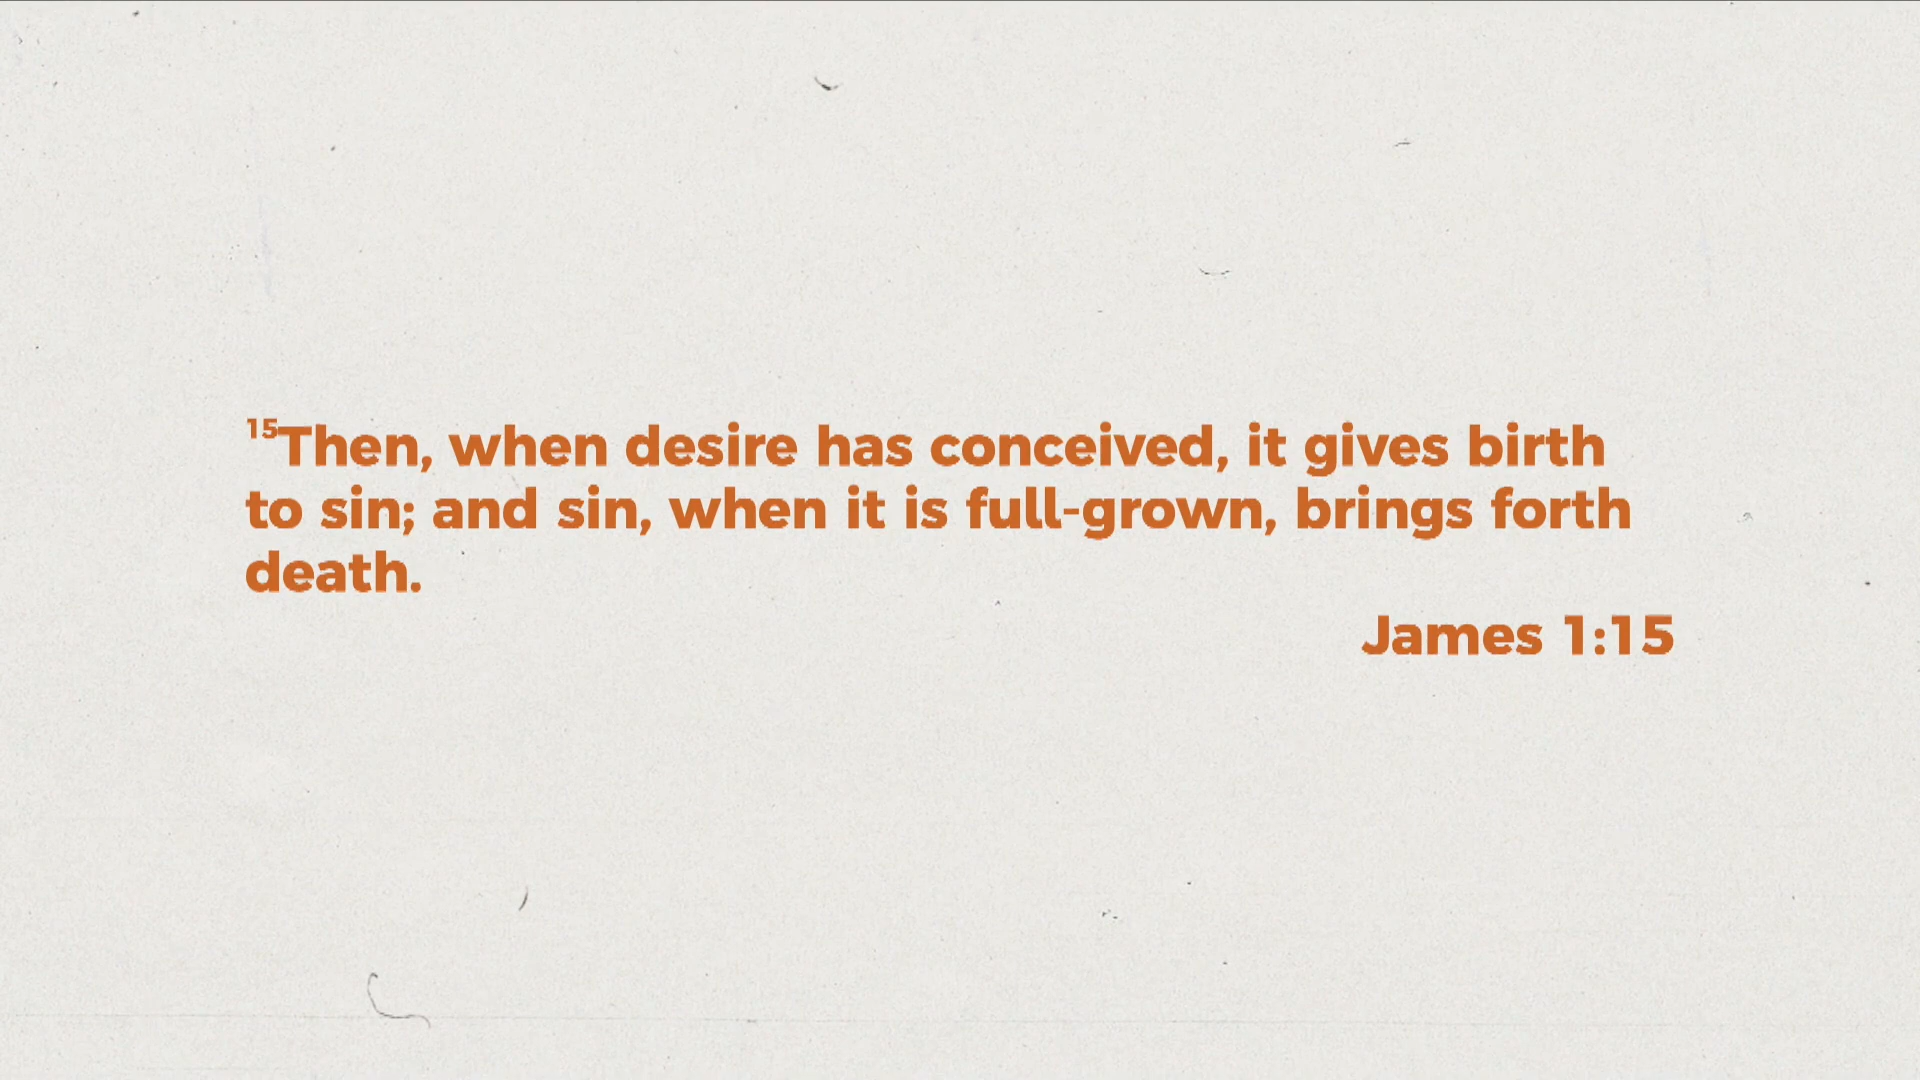 15Then, when desire has conceived, it gives birth
to sin; and sin, when it is full-grown, brings forth
death.
James 1:15